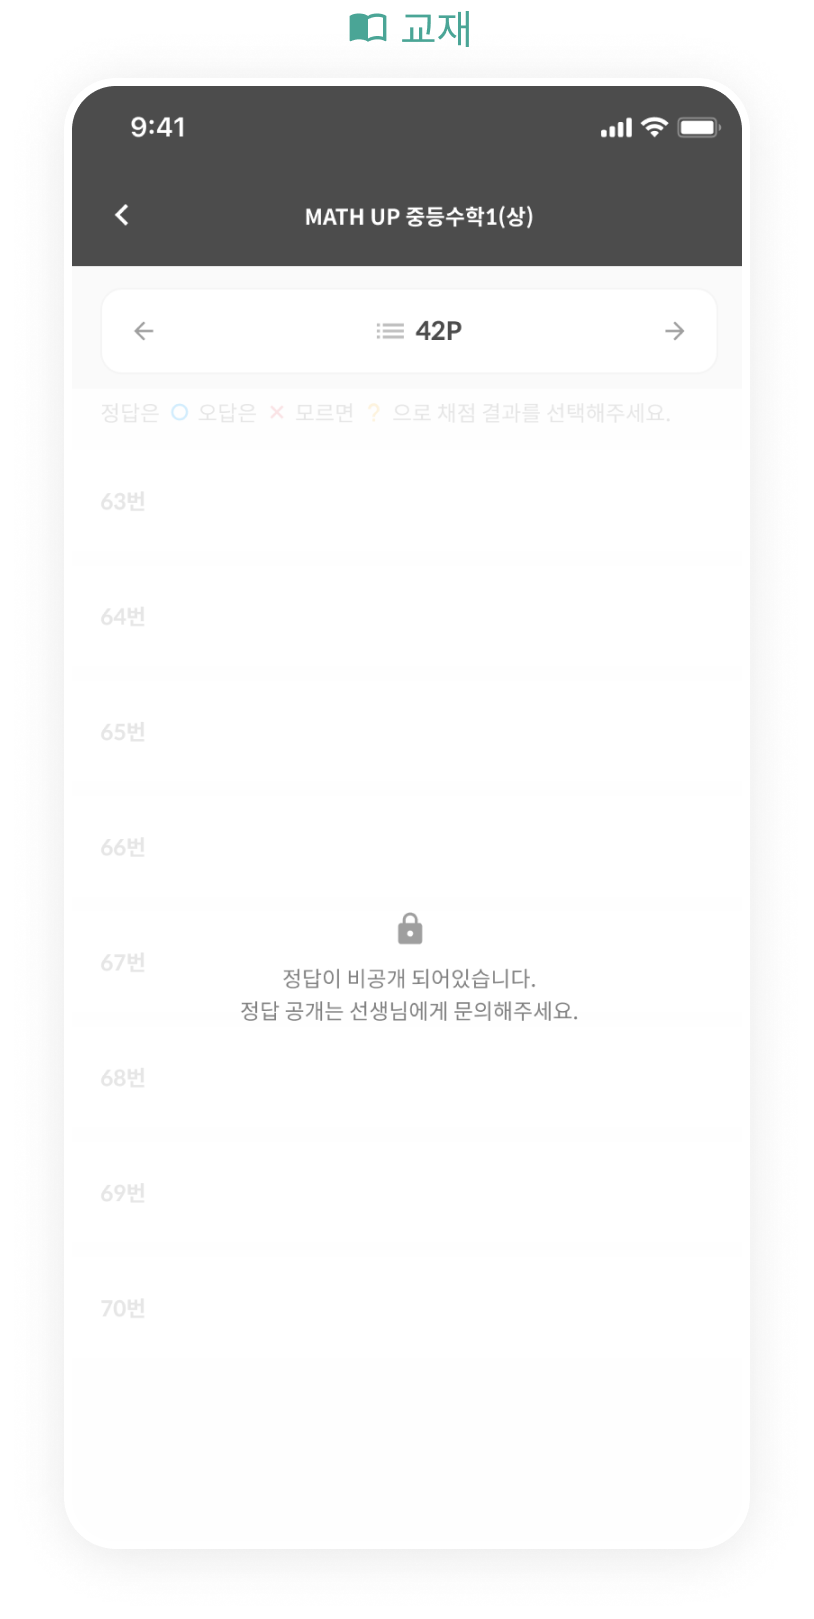 교재
9:41
MATH UP 중등수학1(상)
42P
정답은 오답은 모르면 ? 으로 채점 결과를 선택해주세요.
63번
64번
65번
66번
67번
정답이 비공개 되어있습니다.
정답 공개는 선생님에게 문의해주세요.
68번
69번
70번